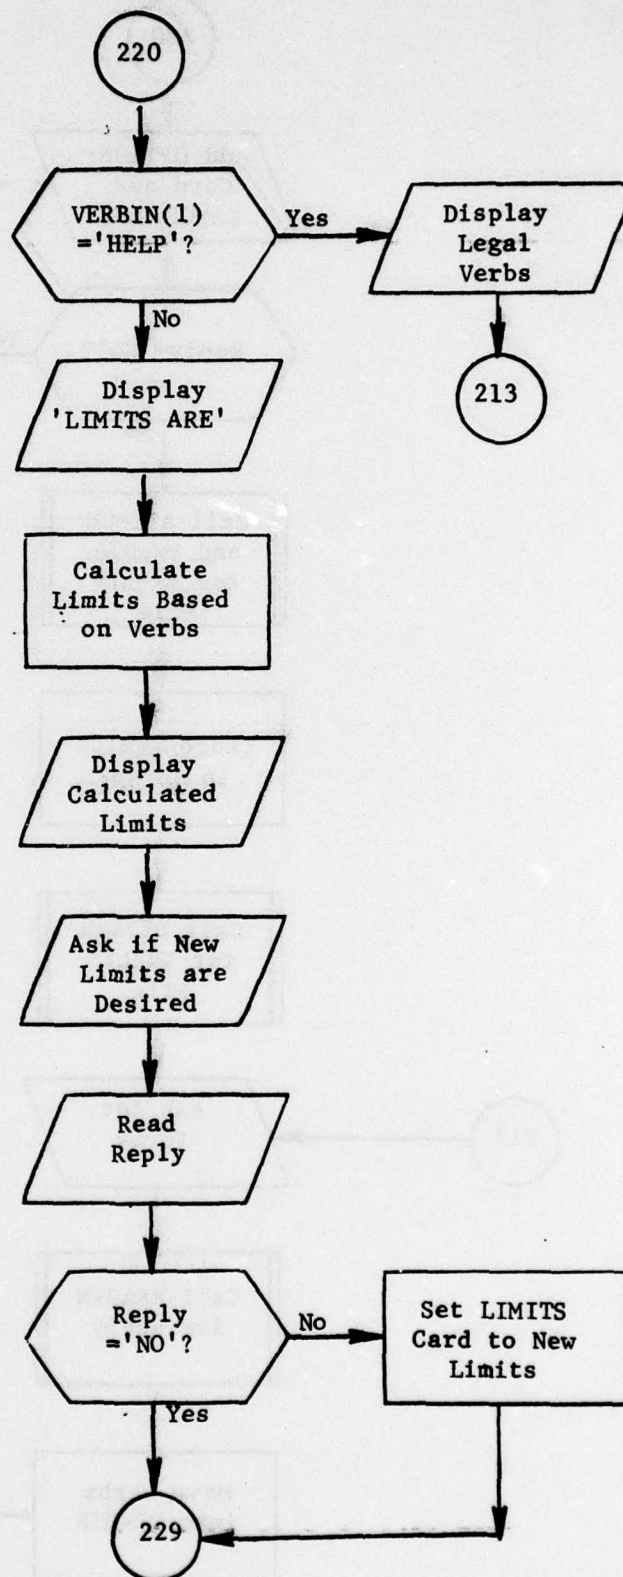 220
VERBIN(1)
='HELP'?
Yes
Display
Legal
Verbs
213
No
Display
'LIMITS ARE'
Calculate
Limits Based
on Verbs
Display
Calculated
Limits
Ask if New
Limits are
Desired
Read
Reply
Reply
='NO'?
No
Set LIMITS
Card to New
Limits
Yes
229